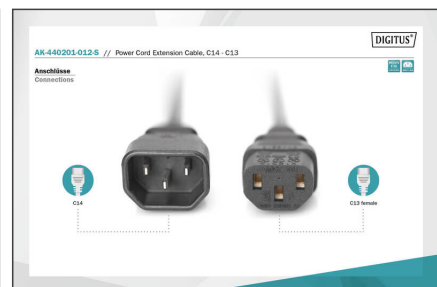 DIGITUS®
AK-440201-012-S // Power Cord Extension Cable, C14 - C13
Anschlüsse
Connections
C14
C13 female